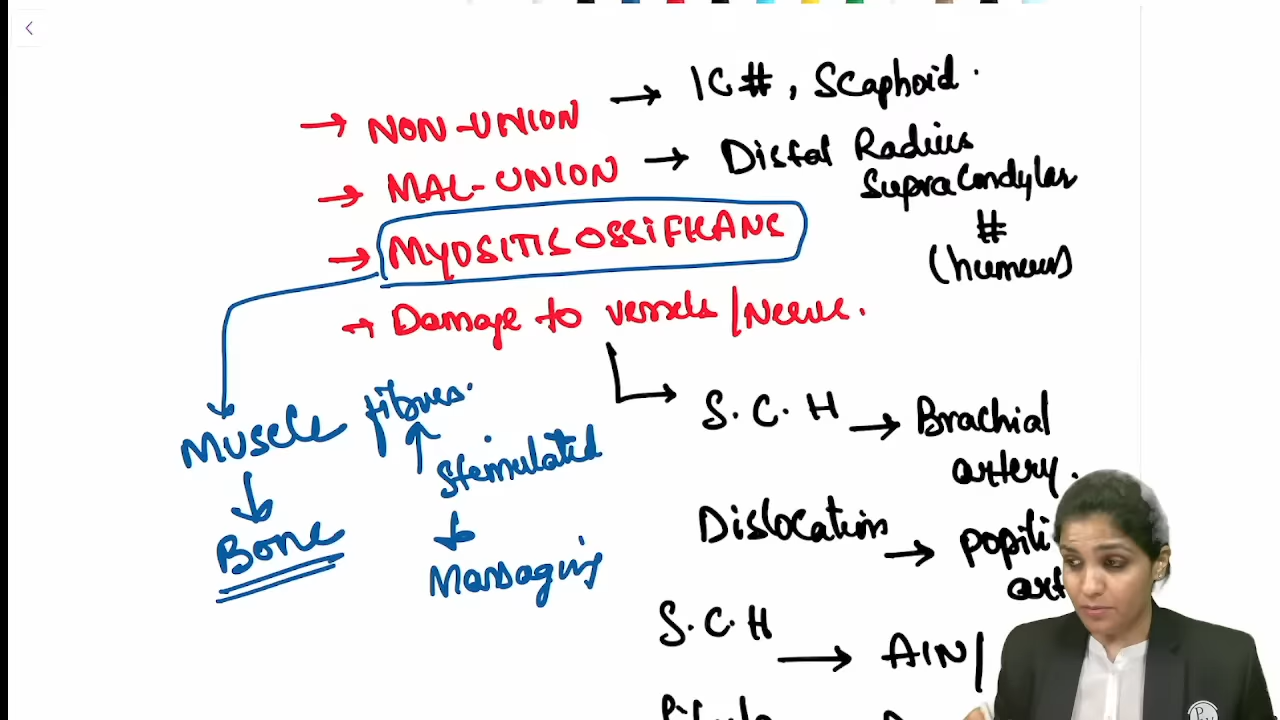 → NON-UNION → IC#, Scaphoid.
→ MAL-UNION → Distal Radius
Supracondylar
#
(humerus)
→ MYOSITIS OSSIFICANS
→ Damage to vessels/Nerve.
Muscle fibres.
↑
Stimulated
↓
Massaging
↓
Bone
S.C.H → Brachial
artery.
Dislocation → popliti
art
S.C.H → AIN/